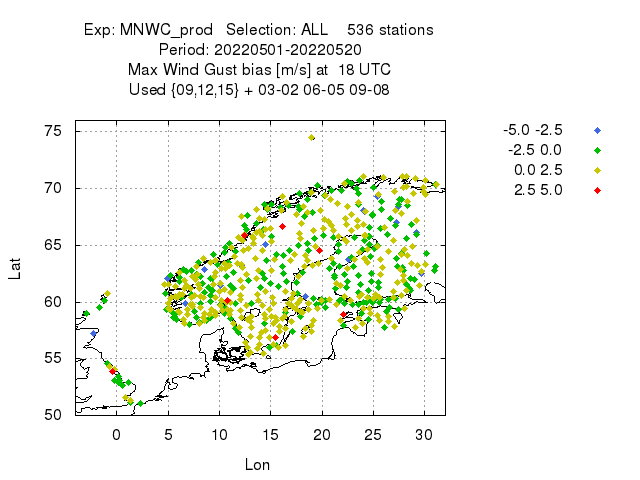 Exp: MNWC_prod Selection: ALL 536 stations
Period: 20220501-20220520
Max Wind Gust bias [m/s] at 18 UTC
Used {09,12,15} + 03-02 06-05 09-08
-5.0 -2.5
-2.5 0.0
0.0 2.5
2.5 5.0
75
70
65
60
55
50
Lat
0 5 10 15 20 25 30
Lon